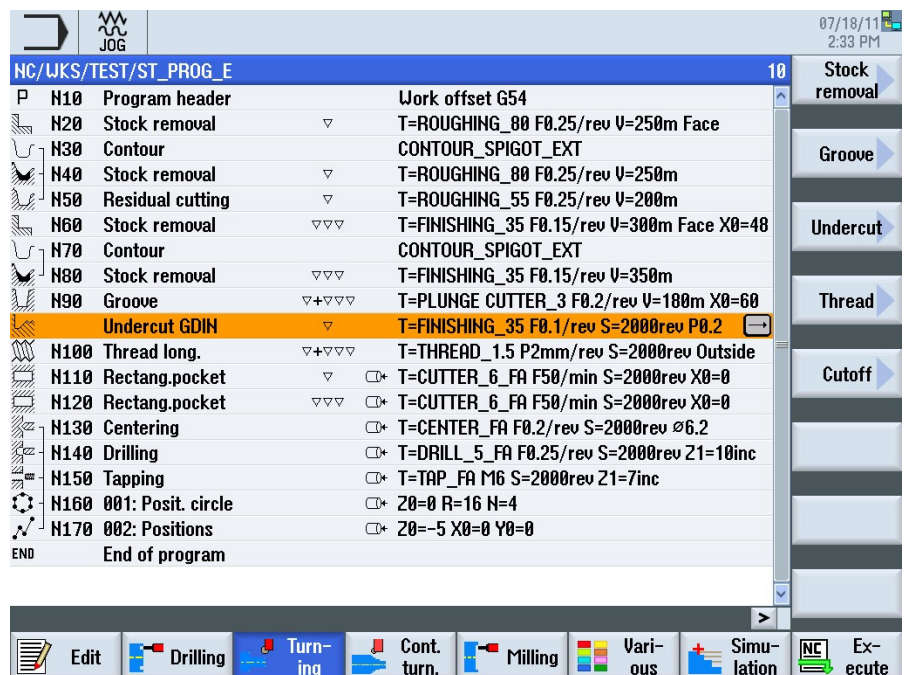 JOG
07/18/11
2:33 PM
NC/WKS/TEST/ST_PROG_E 10
P N10 Program header Work offset G54
N20 Stock removal ▽ T=ROUGHING_80 F0.25/rev V=250m Face
N30 Contour CONTOUR_SPIGOT_EXT
N40 Stock removal ▽ T=ROUGHING_80 F0.25/rev V=250m
N50 Residual cutting ▽ T=ROUGHING_55 F0.25/rev V=200m
N60 Stock removal ▽▽▽ T=FINISHING_35 F0.15/rev V=300m Face X0=48
N70 Contour CONTOUR_SPIGOT_EXT
N80 Stock removal ▽▽▽ T=FINISHING_35 F0.15/rev V=350m
N90 Groove ▽+▽▽▽ T=PLUNGE CUTTER_3 F0.2/rev V=180m X0=60
Undercut GDIN ▽ T=FINISHING_35 F0.1/rev S=2000rev P0.2
N100 Thread long. ▽+▽▽▽ T=THREAD_1.5 P2mm/rev S=2000rev Outside
N110 Rectang.pocket ▽ T=CUTTER_6_FA F50/min S=2000rev X0=0
N120 Rectang.pocket ▽▽▽ T=CUTTER_6_FA F50/min S=2000rev X0=0
N130 Centering T=CENTER_FA F0.2/rev S=2000rev ø6.2
N140 Drilling T=DRILL_5_FA F0.25/rev S=2000rev Z1=10inc
N150 Tapping T=TAP_FA M6 S=2000rev Z1=7inc
N160 001: Posit. circle Z0=0 R=16 N=4
N170 002: Positions Z0=-5 X0=0 Y0=0
END End of program
Stock
removal
Groove
Undercut
Thread
Cutoff
>
Edit
Drilling
Turn-
ing
Cont.
turn.
Milling
Vari-
ous
Simu-
lation
NC
Ex-
ecute